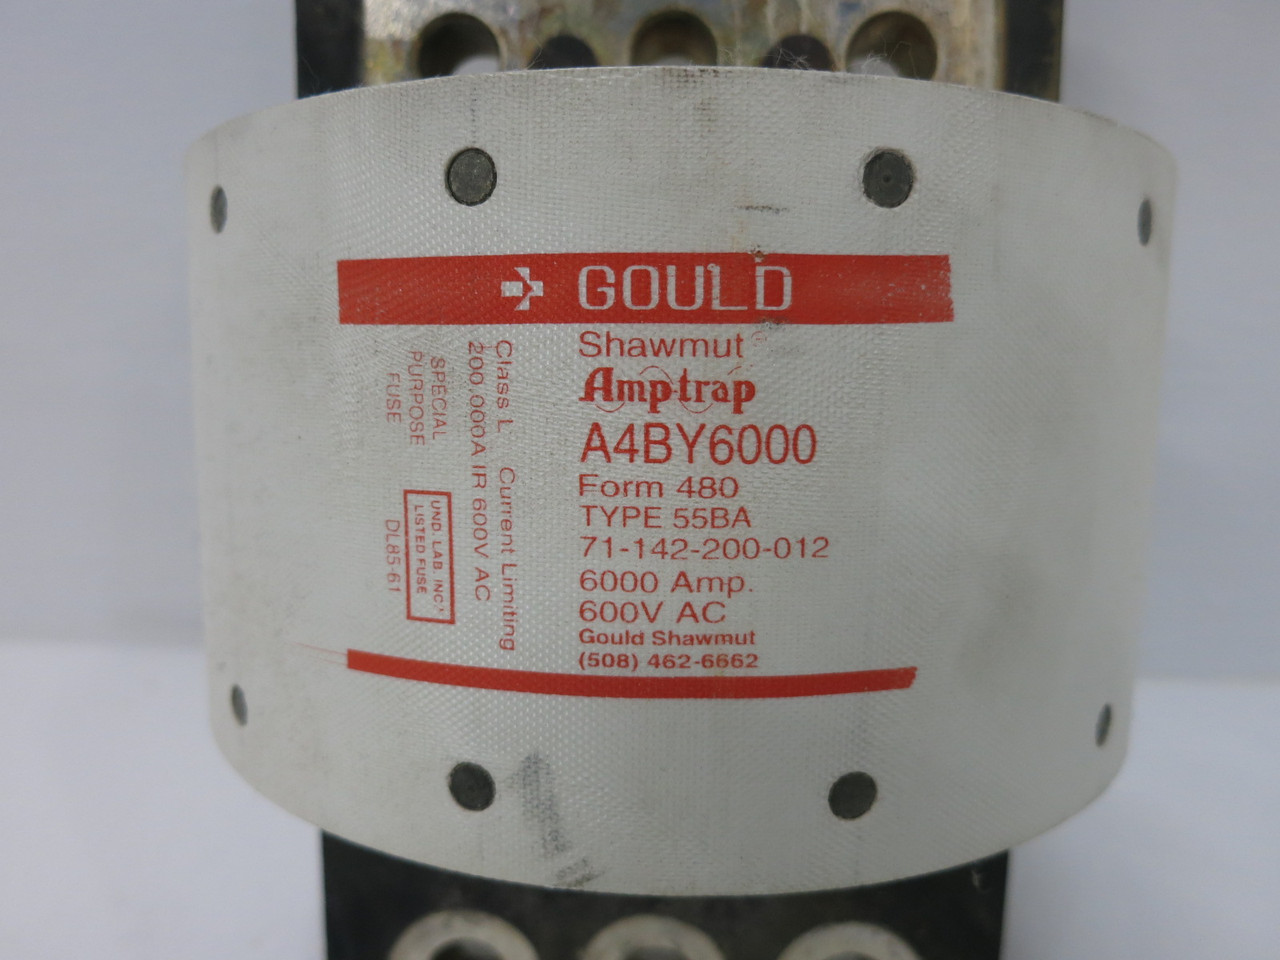 GOULD
Shawmut®
Amp-trap
A4BY6000
Form 480
TYPE 55BA
71-142-200-012
6000 Amp.
600V AC
Gould Shawmut
(508) 462-6662
Class L Current Limiting
200,000A IR 600V AC
SPECIAL
PURPOSE
FUSE
UND. LAB. INC.
LISTED FUSE
DL85-61